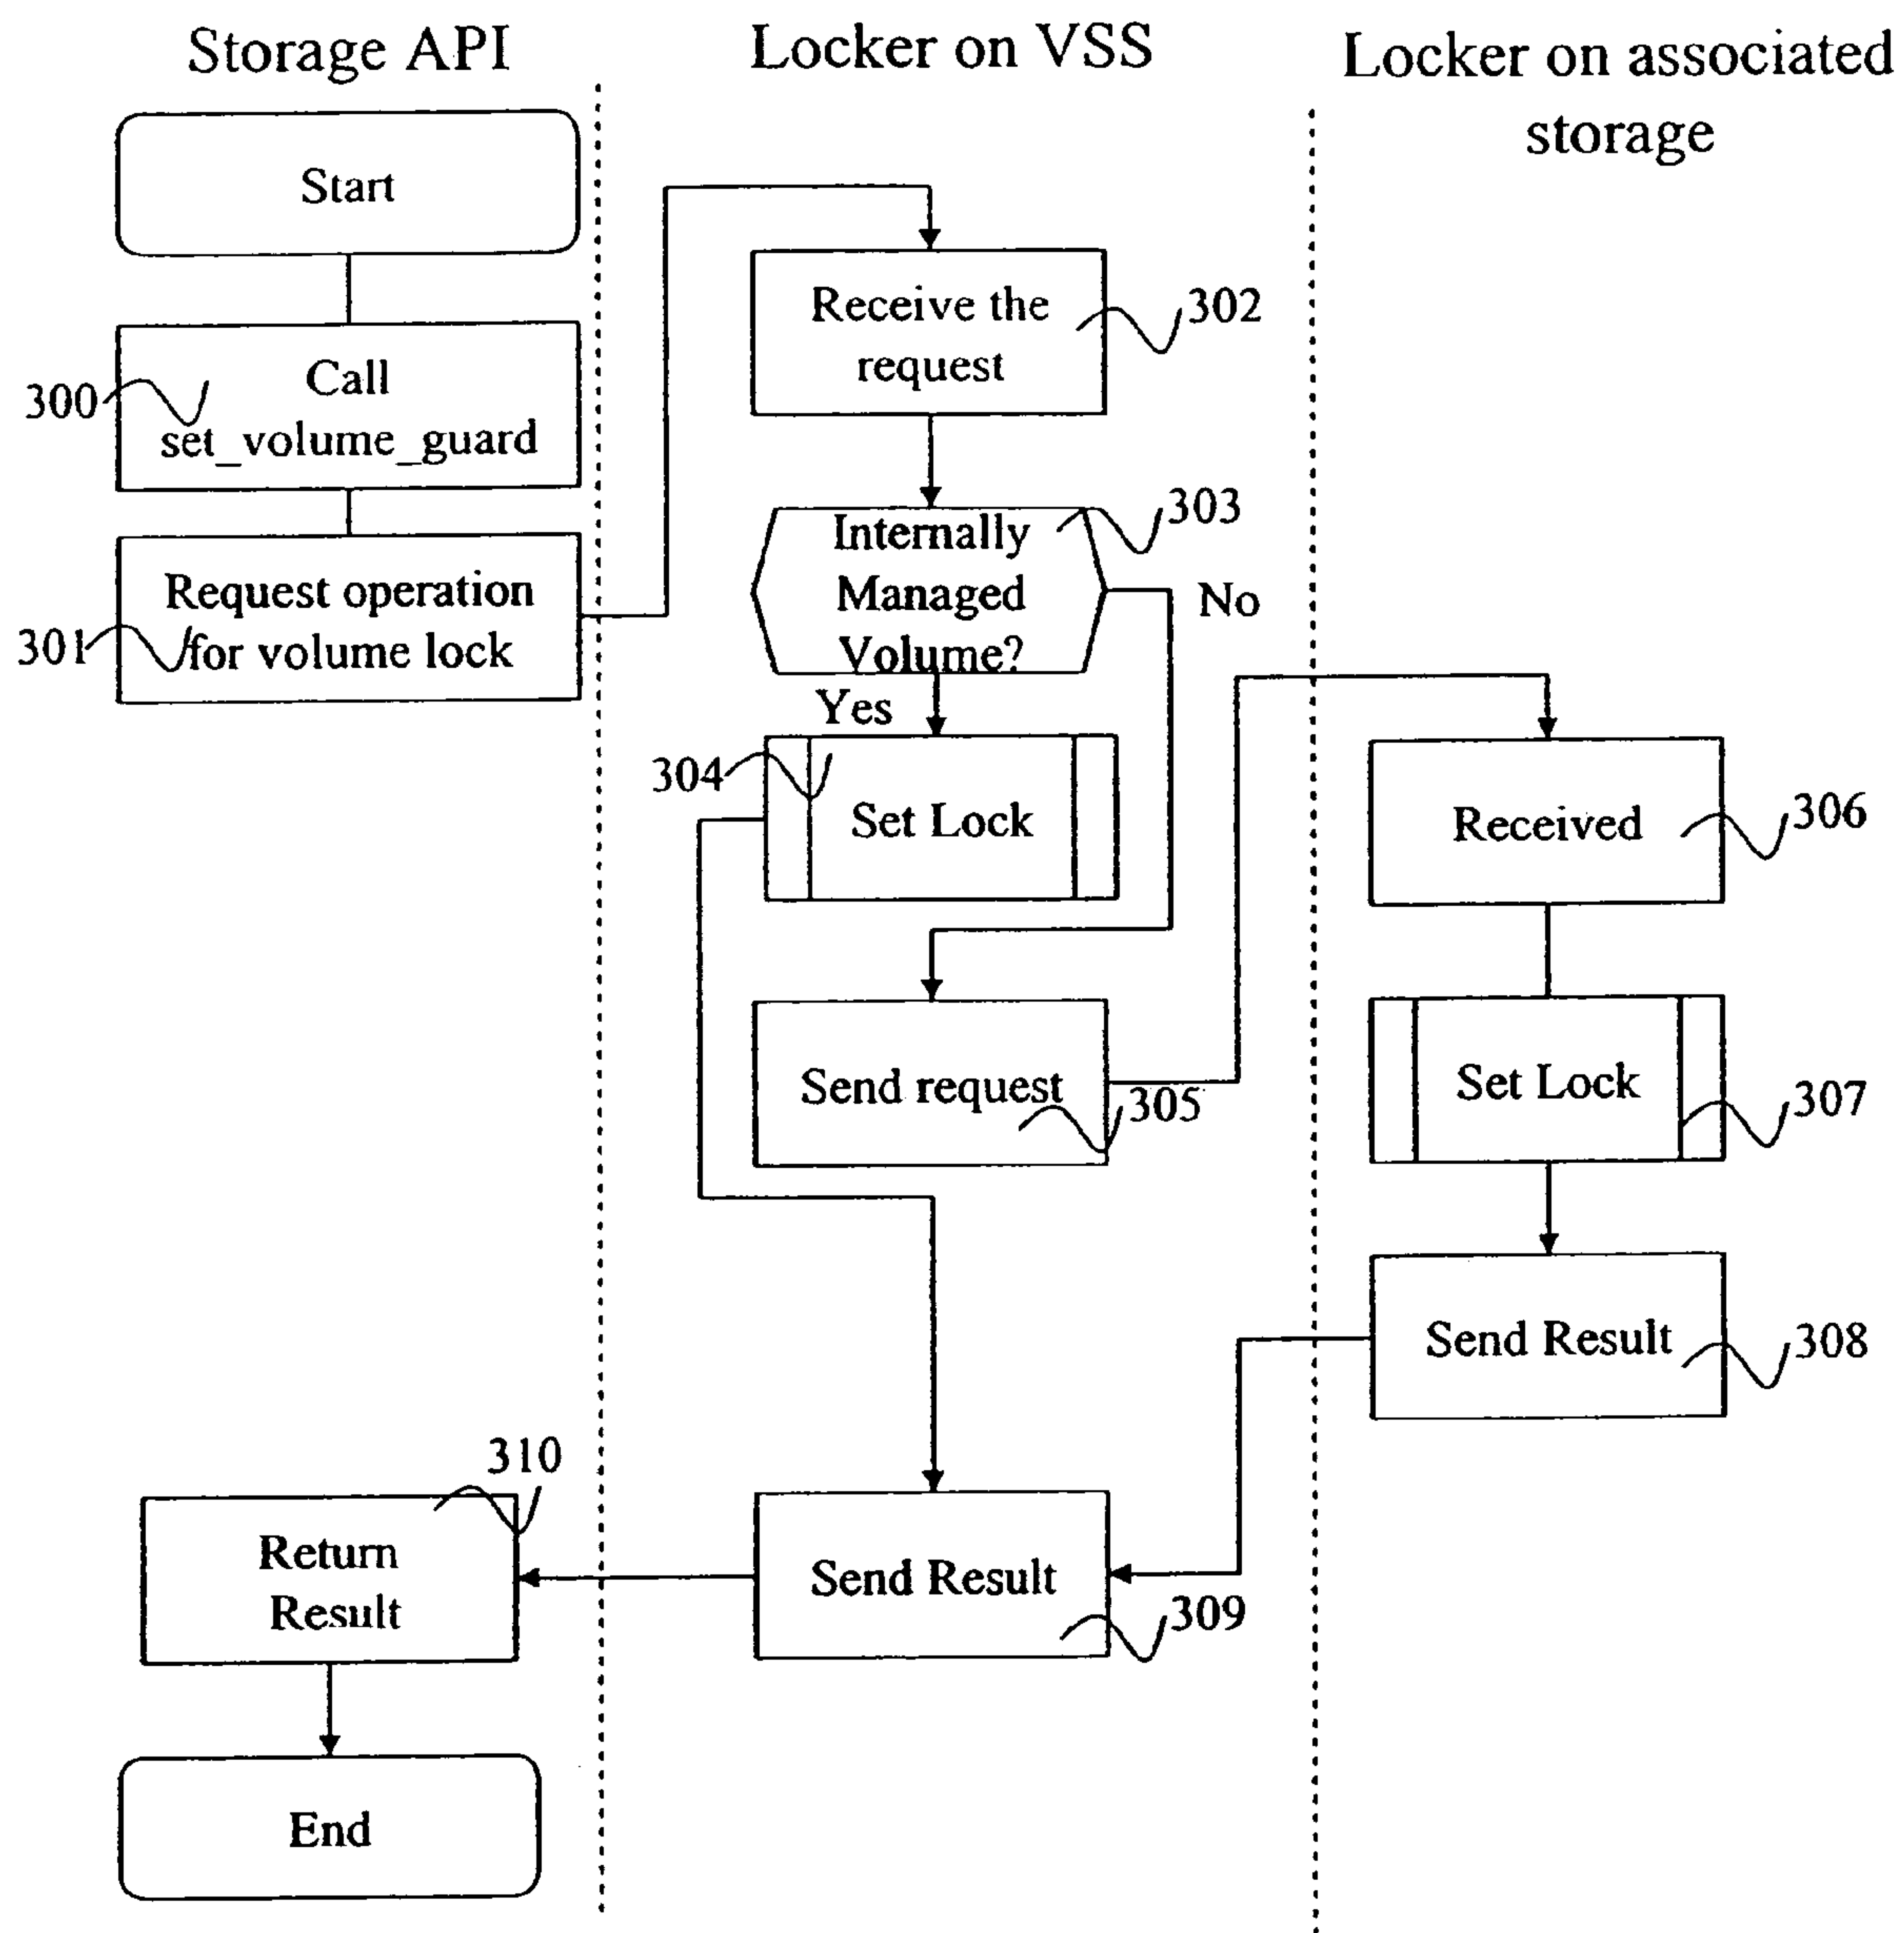 Storage API
Locker on VSS
Locker on associated
storage
Start
Call
set_volume_guard
300
Request operation
for volume lock
301
Receive the
request
302
Internally
Managed
Volume?
303
No
Yes
304
Set Lock
Send request
305
Received
306
Set Lock
307
Send Result
308
Send Result
309
310
Return
Result
End